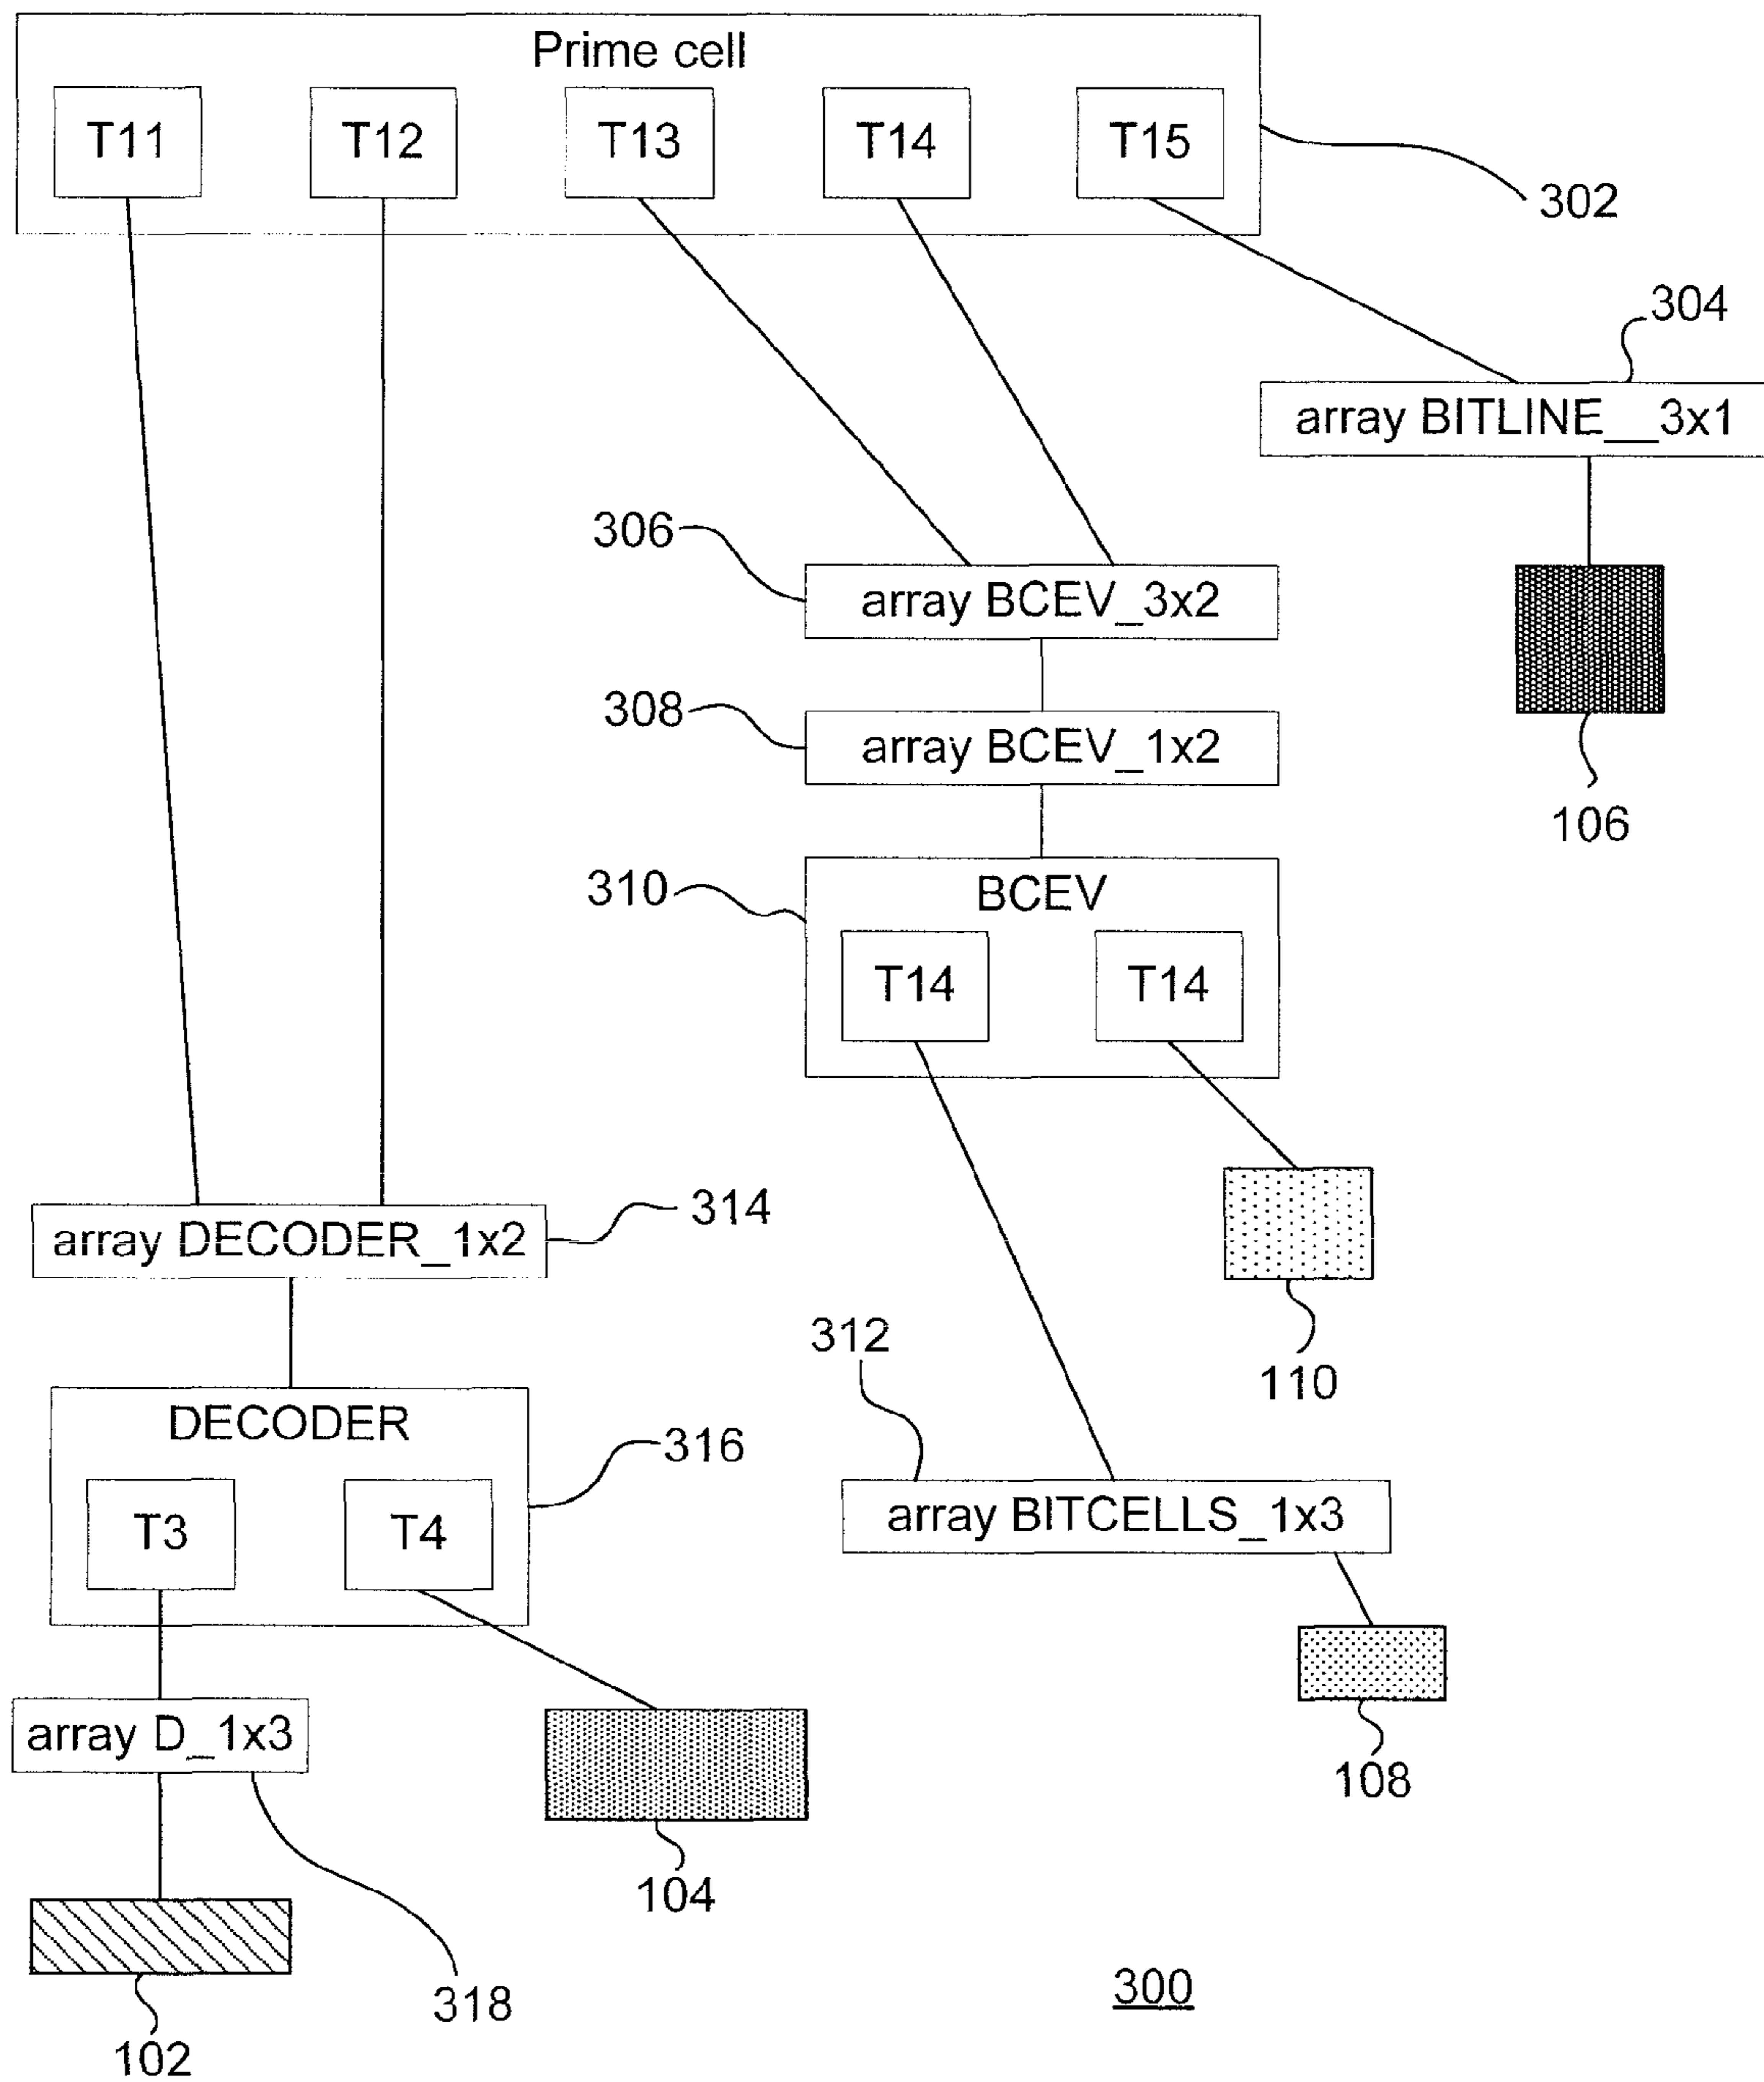 Prime cell
T11 T12 T13 T14 T15
302
304
array BITLINE__3x1
306
array BCEV_3x2
308
array BCEV_1x2
106
310
BCEV
T14 T14
314
array DECODER_1x2
312
110
DECODER
316
T3 T4
array BITCELLS_1x3
array D_1x3
108
104
318
300
102